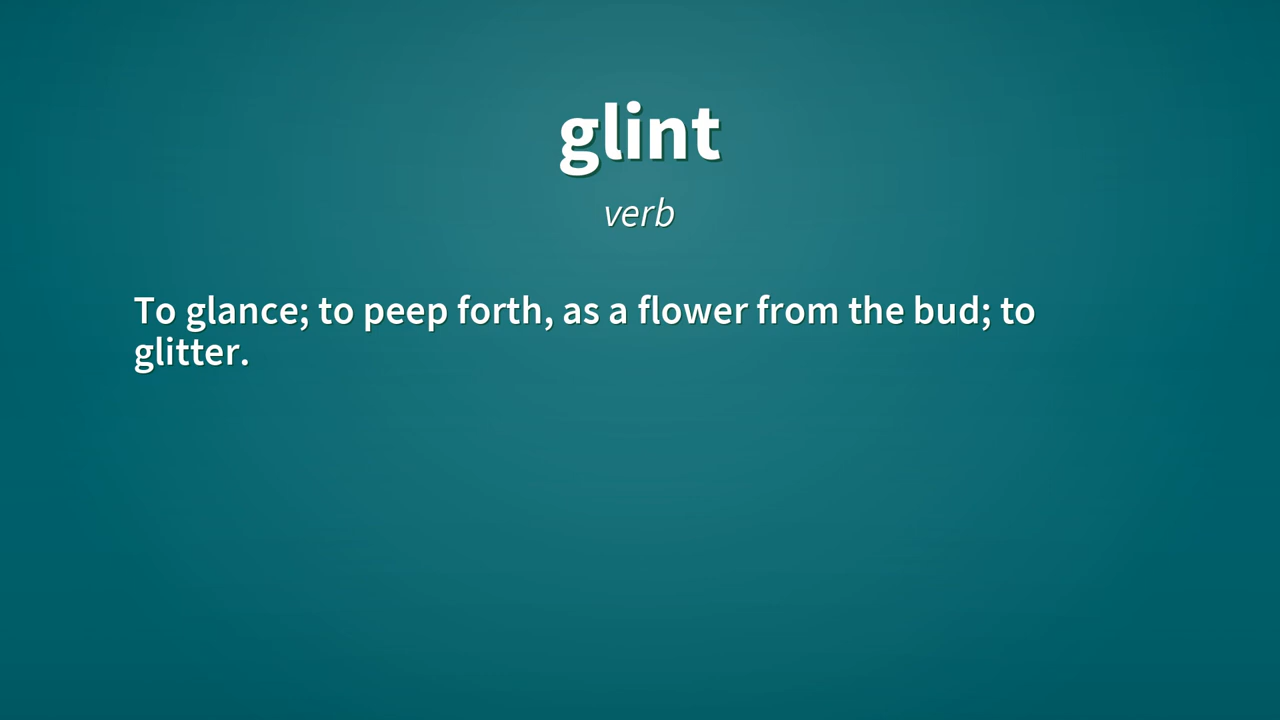 glint
verb
To glance; to peep forth, as a flower from the bud; to
glitter.